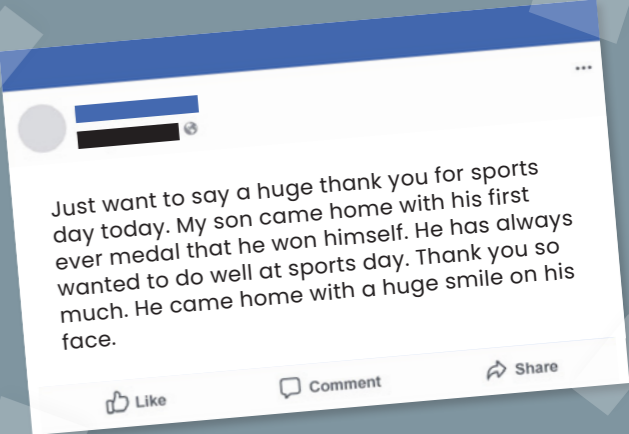 Just want to say a huge thank you for sports
day today. My son came home with his first
ever medal that he won himself. He has always
wanted to do well at sports day. Thank you so
much. He came home with a huge smile on his
face.
Like
Comment
Share